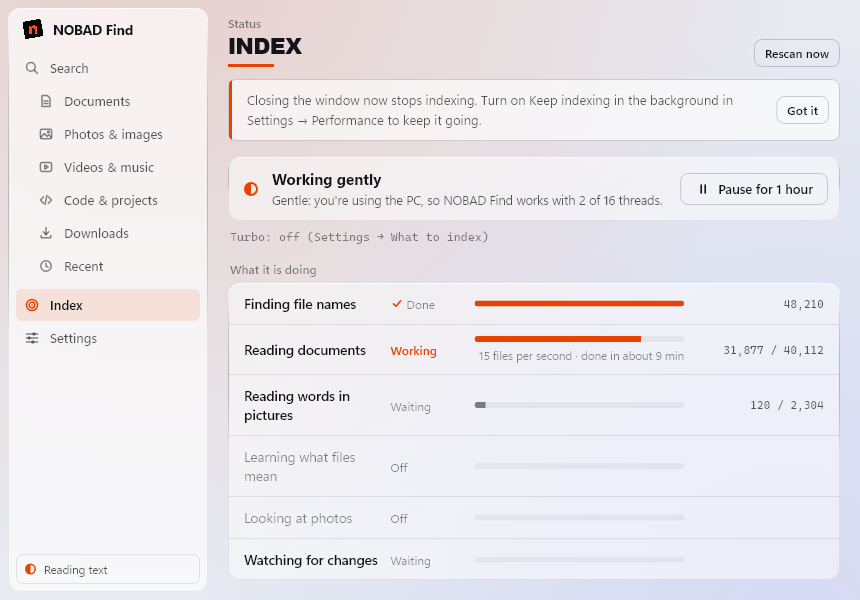 NOBAD Find
Search
Documents
Photos & images
Videos & music
Code & projects
Downloads
Recent
Index
Settings
Reading text
Status
INDEX
Rescan now
Closing the window now stops indexing. Turn on Keep indexing in the background in
Settings → Performance to keep it going.
Got it
Working gently
Gentle: you're using the PC, so NOBAD Find works with 2 of 16 threads.
Pause for 1 hour
Turbo: off (Settings → What to index)
What it is doing
Finding file names Done 48,210
Reading documents Working 31,877 / 40,112
15 files per second · done in about 9 min
Reading words in
pictures
Waiting 120 / 2,304
Learning what files
mean
Off
Looking at photos Off
Watching for changes Waiting